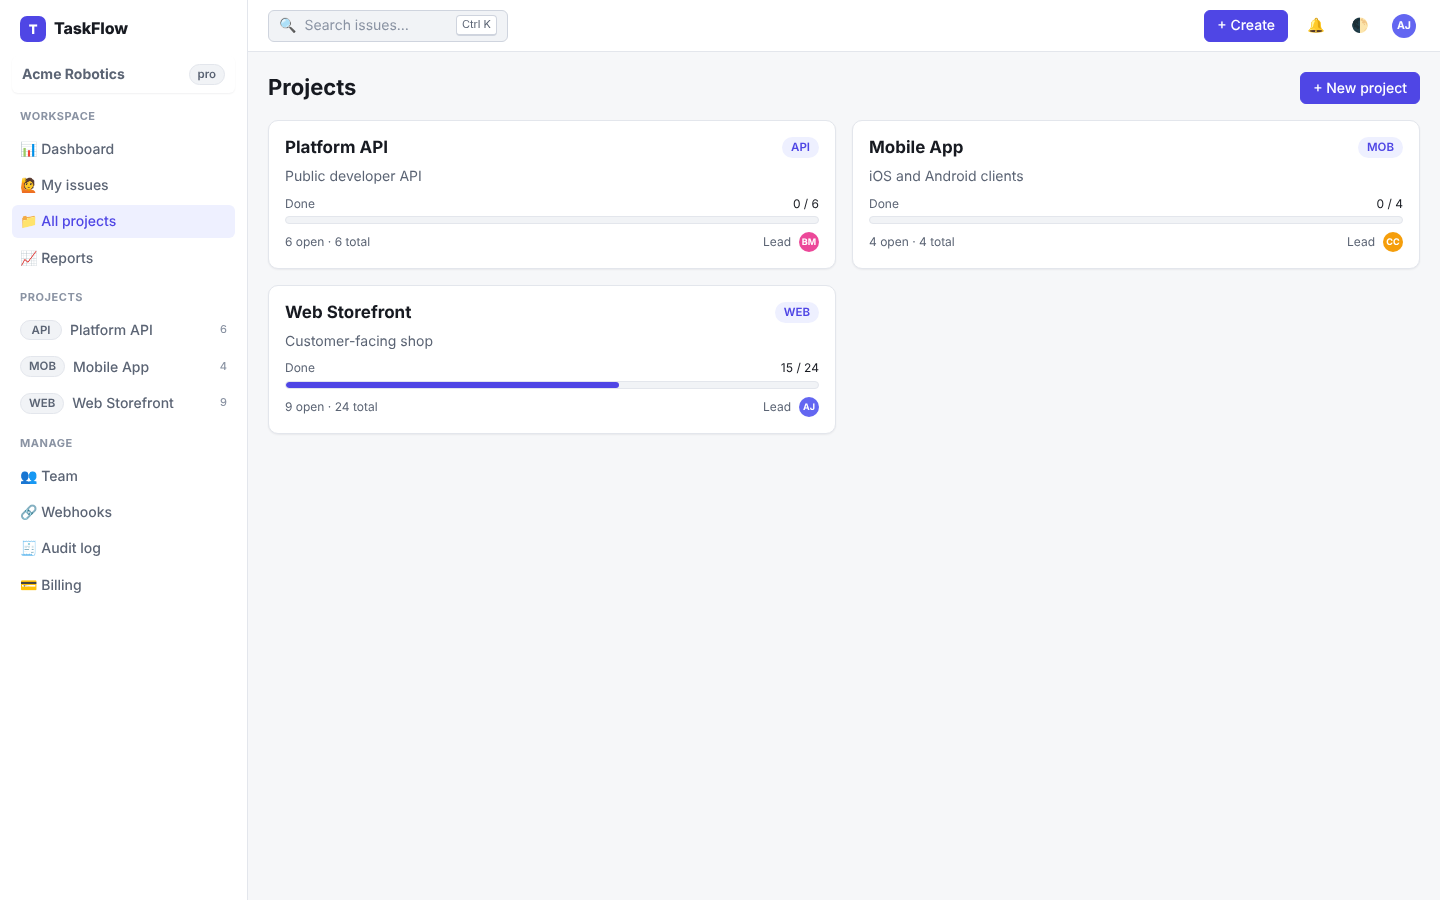 T TaskFlow
Acme Robotics pro
WORKSPACE
Dashboard
My issues
All projects
Reports
PROJECTS
API Platform API 6
MOB Mobile App 4
WEB Web Storefront 9
MANAGE
Team
Webhooks
Audit log
Billing
Search issues... Ctrl K
+ Create
AJ
Projects
+ New project
Platform API API
Public developer API
Done 0 / 6
6 open · 6 total Lead BM
Mobile App MOB
iOS and Android clients
Done 0 / 4
4 open · 4 total Lead CC
Web Storefront WEB
Customer-facing shop
Done 15 / 24
9 open · 24 total Lead AJ